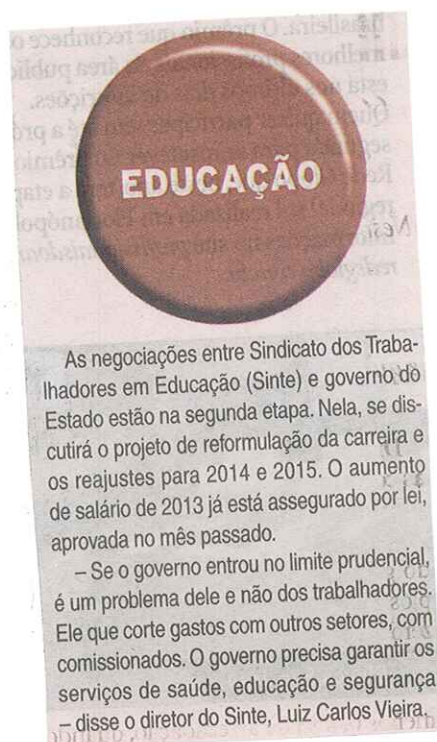 EDUCAÇÃO
As negociações entre Sindicato dos Traba-
lhadores em Educação (Sinte) e governo do
Estado estão na segunda etapa. Nela, se dis-
cutirá o projeto de reformulação da carreira e
os reajustes para 2014 e 2015. O aumento
de salário de 2013 já está assegurado por lei,
aprovada no mês passado.
– Se o governo entrou no limite prudencial,
é um problema dele e não dos trabalhadores.
Ele que corte gastos com outros setores, com
comissionados. O governo precisa garantir os
serviços de saúde, educação e segurança
– disse o diretor do Sinte, Luiz Carlos Vieira.